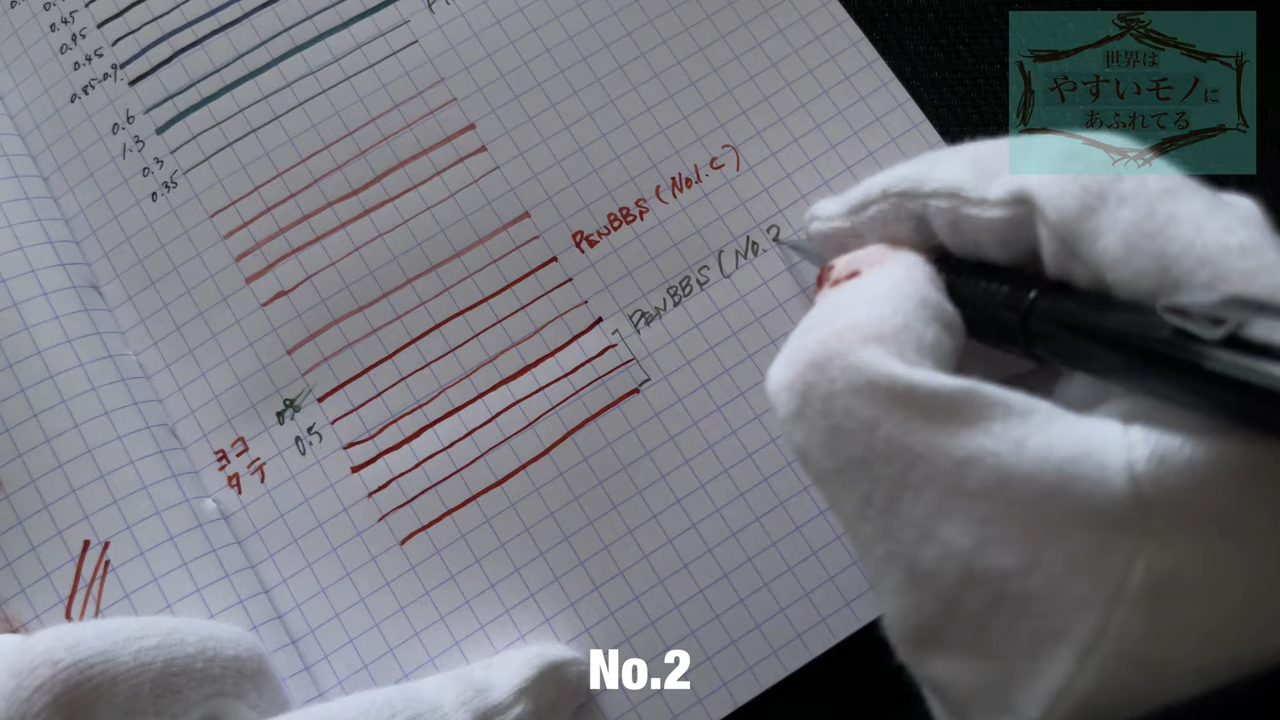 世界は
やすいモノに
あふれてる
0.45
0.95
0.45
0.85-0.9
0.6
1.3
0.3
0.35
PENBBS (No.1.C)
PENBBS (No.2
0.5
ヨコ
タテ
No.2